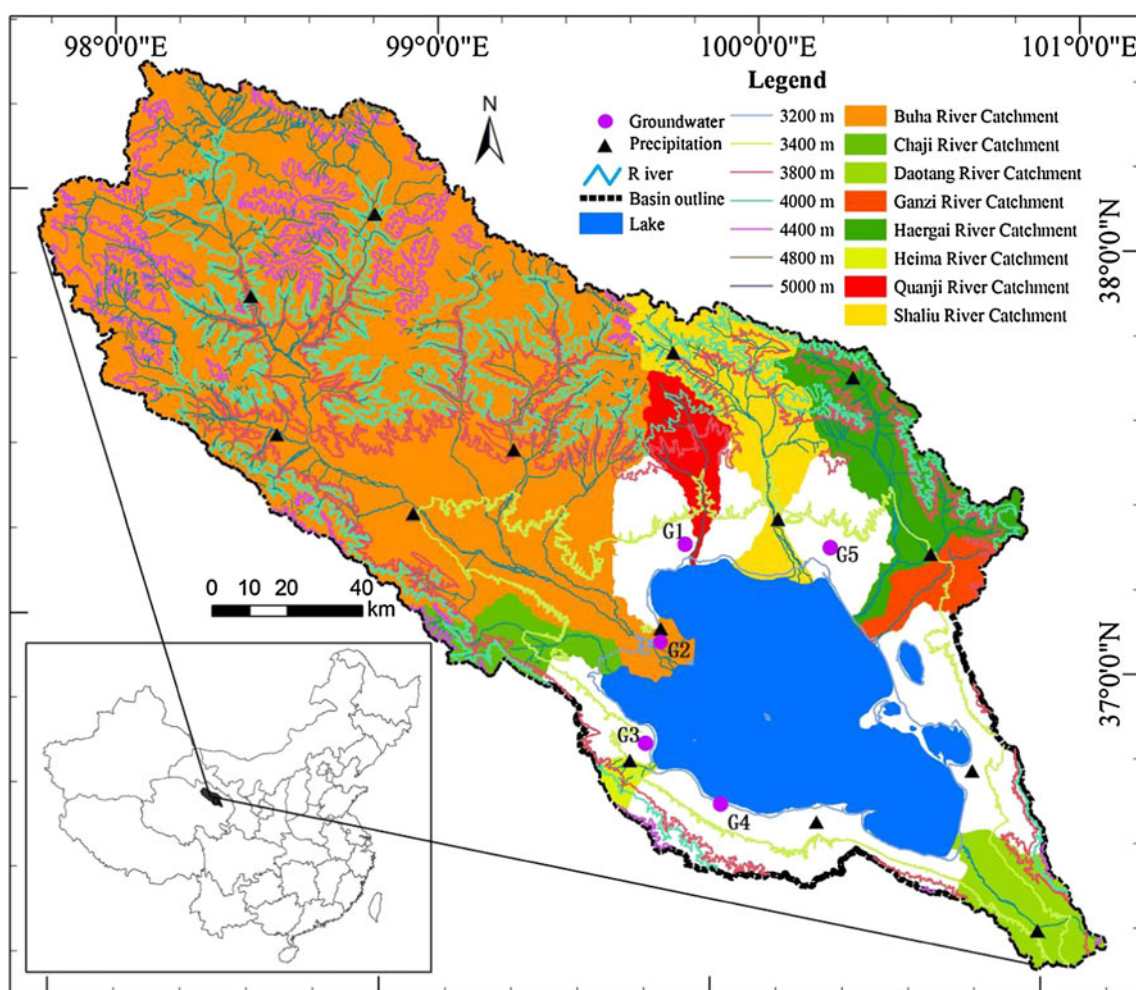 98°0'0"E
99°0'0"E
100°0'0"E
101°0'0"E
Legend
N
Groundwater
Precipitation
R iver
Basin outline
Lake
3200 m
3400 m
3800 m
4000 m
4400 m
4800 m
5000 m
Buha River Catchment
Chaji River Catchment
Daotang River Catchment
Ganzi River Catchment
Haergai River Catchment
Heima River Catchment
Quanji River Catchment
Shaliu River Catchment
38°0'0"N
G1
G5
0 10 20 40
km
G2
37°0'0"N
G3
G4